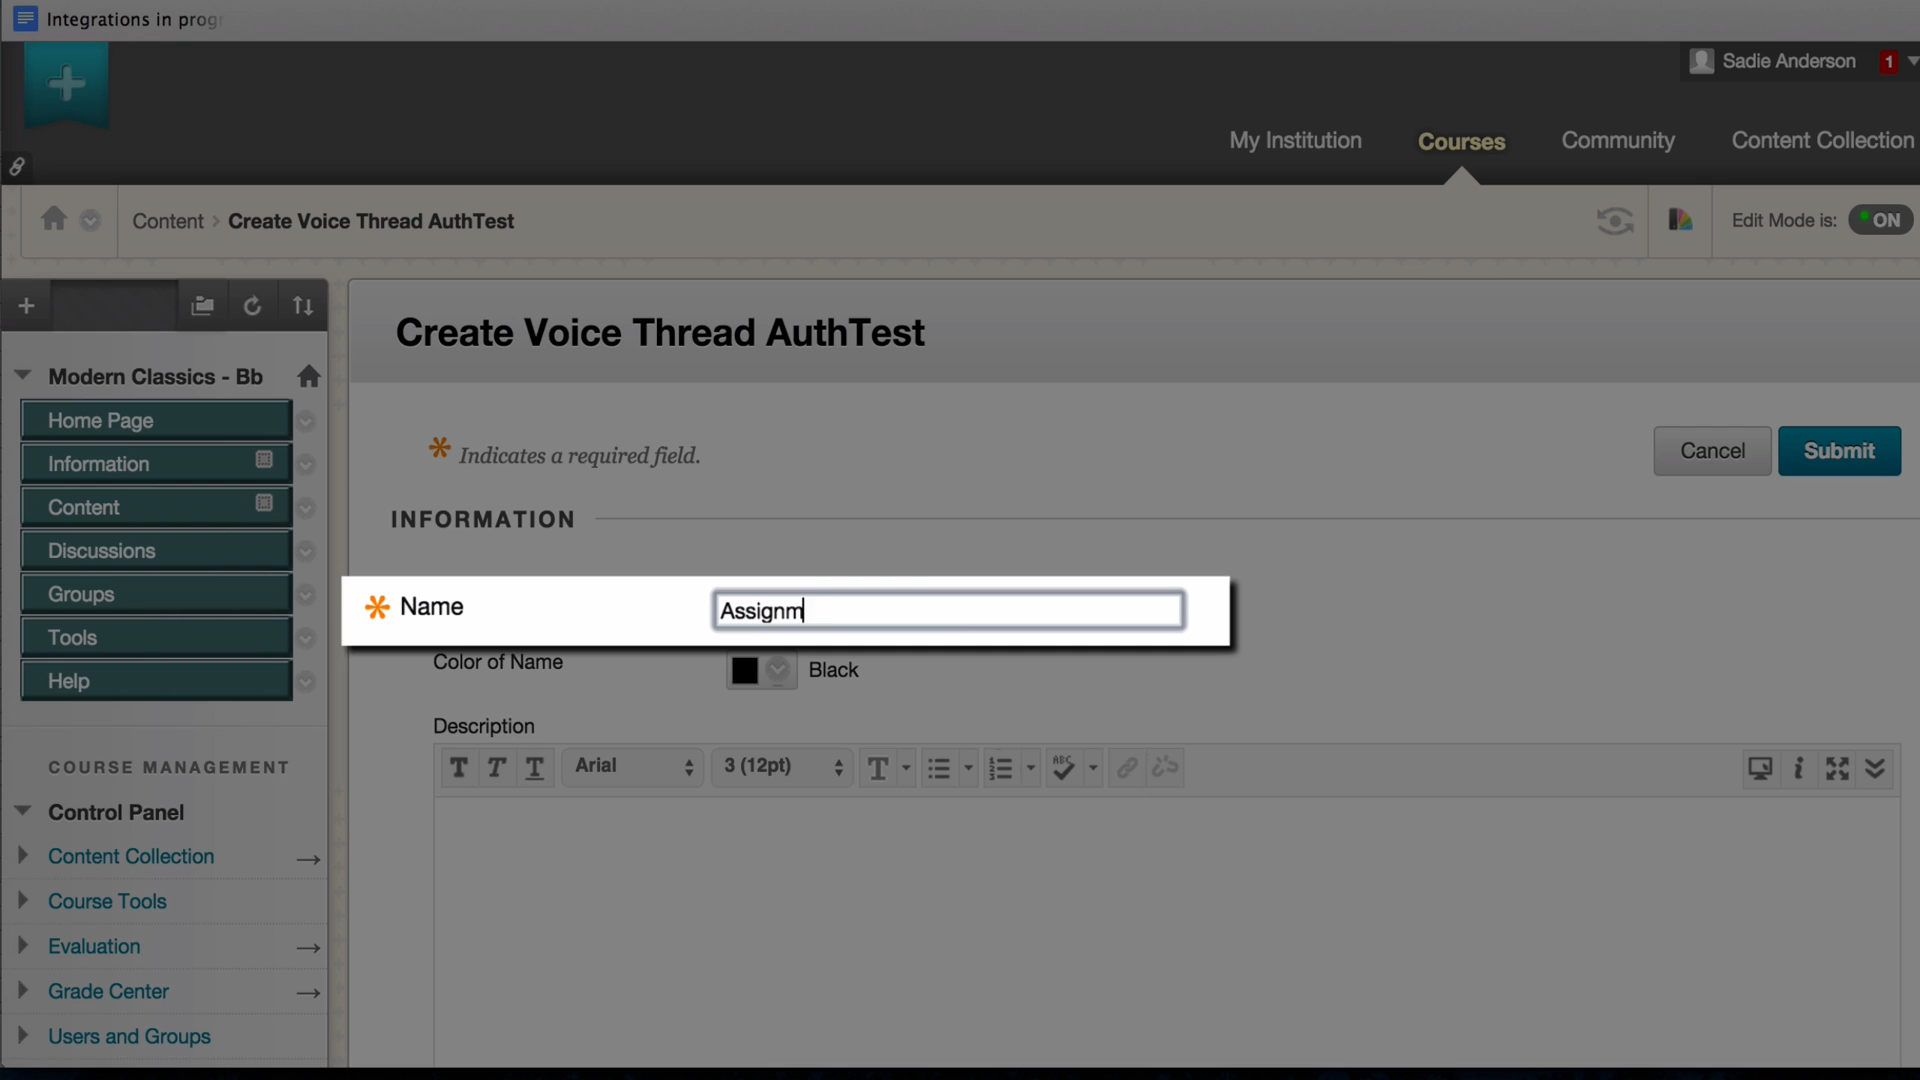 Integrations in prog
Sadie Anderson 1
My Institution Courses Community Content Collection
Content > Create Voice Thread AuthTest
Edit Mode is: ON
Create Voice Thread AuthTest
Modern Classics - Bb
Home Page
Information
Content
Discussions
Groups
Tools
Help
* Indicates a required field.
Cancel Submit
INFORMATION
* Name Assignm
Color of Name Black
Description
T T T Arial 3 (12pt) T ABC i
COURSE MANAGEMENT
Control Panel
Content Collection
Course Tools
Evaluation
Grade Center
Users and Groups